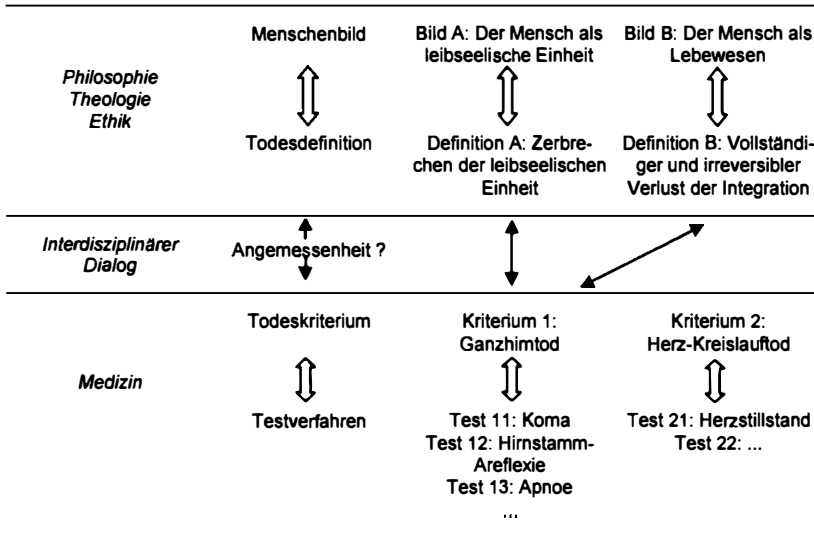 Philosophie
Theologie
Ethik
Menschenbild
Todesdefinition
Bild A: Der Mensch als
leibseelische Einheit
Definition A: Zerbre-
chen der leibseelischen
Einheit
Bild B: Der Mensch als
Lebewesen
Definition B: Vollständi-
ger und irreversibler
Verlust der Integration
Interdisziplinärer
Dialog
Angemessenheit ?
Medizin
Todeskriterium
Testverfahren
Kriterium 1:
Ganzhirntod
Test 11: Koma
Test 12: Hirnstamm-
Areflexie
Test 13: Apnoe
...
Kriterium 2:
Herz-Kreislauftod
Test 21: Herzstillstand
Test 22: ...